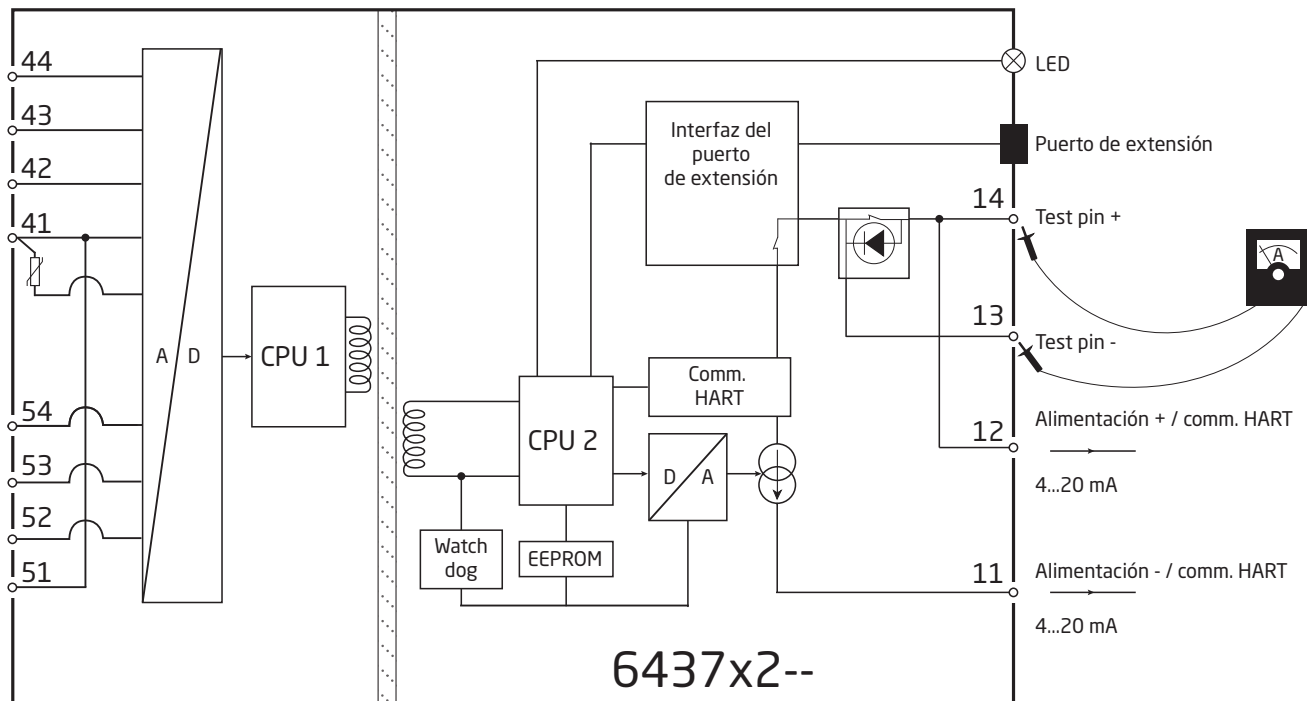 44
43
42
41
54
53
52
51
A
D
CPU 1
CPU 2
Watch
dog
EEPROM
Interfaz del
puerto
de extensión
Comm.
HART
D
A
LED
Puerto de extensión
14
Test pin +
A
13
Test pin -
12
Alimentación + / comm. HART
4...20 mA
11
Alimentación - / comm. HART
4...20 mA
6437x2--